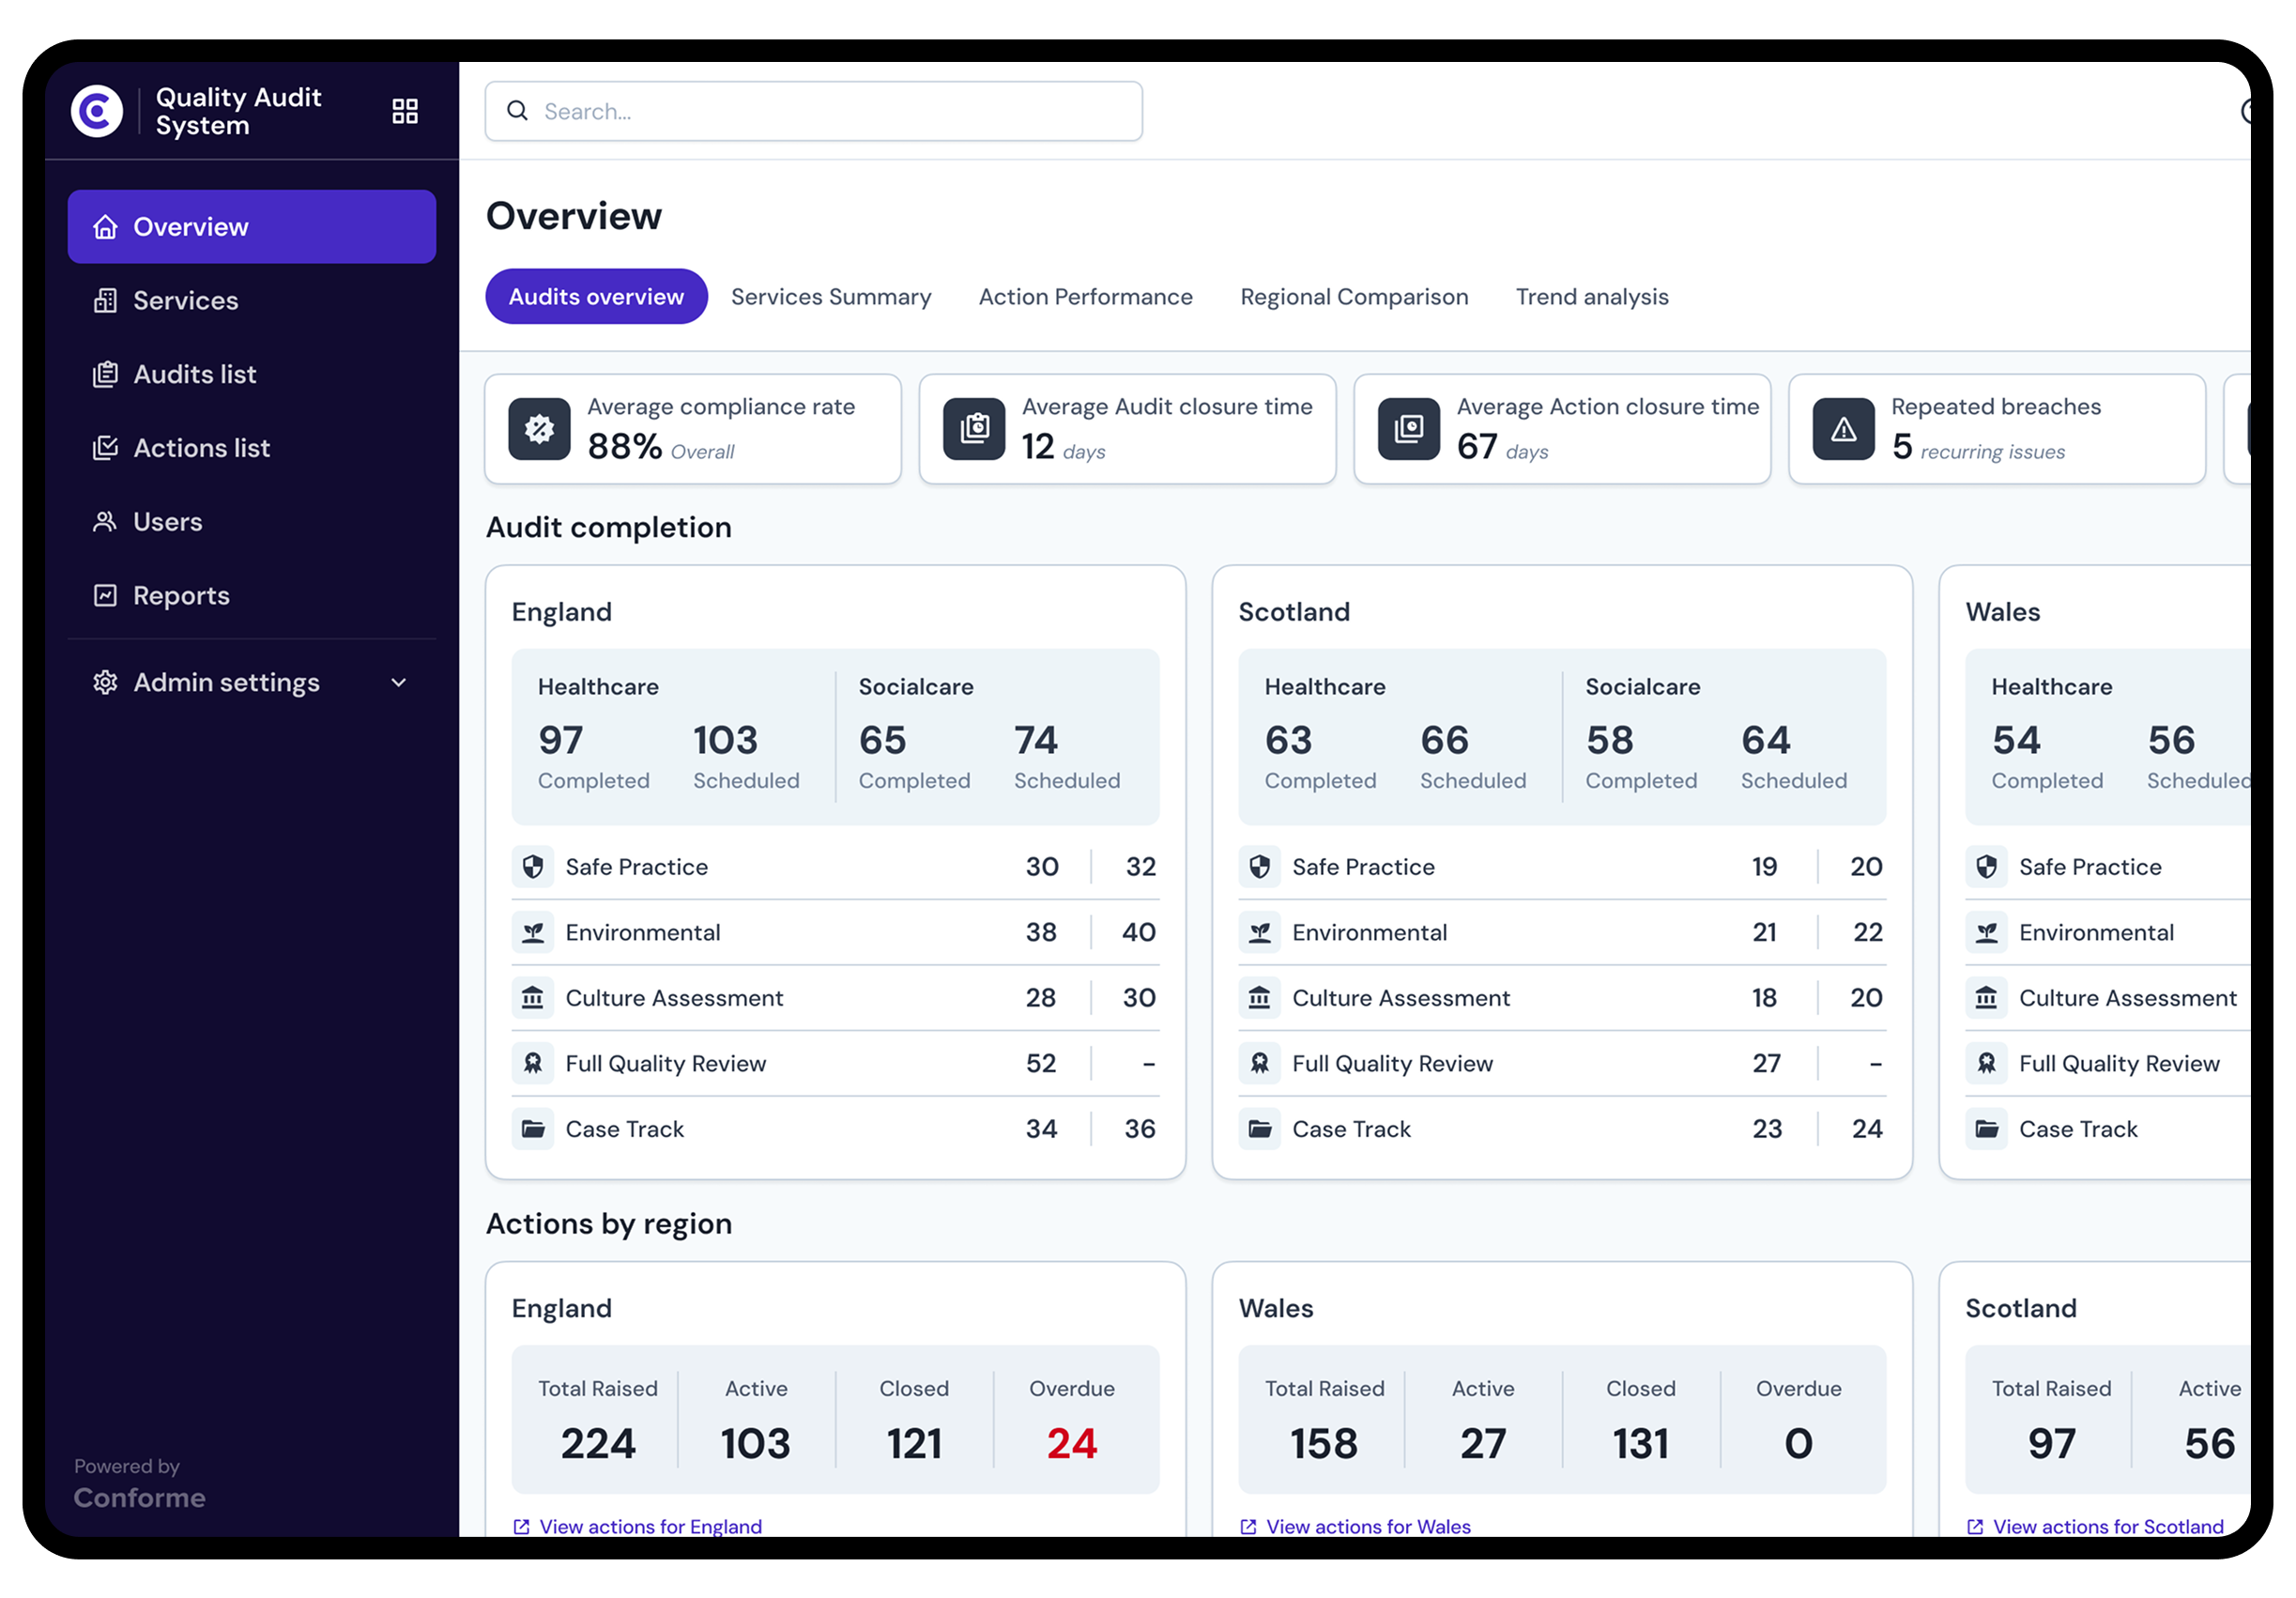 Quality Audit
System
Search...
Overview
Services
Audits list
Actions list
Users
Reports
Admin settings
Powered by
Conforme
Overview
Audits overview Services Summary Action Performance Regional Comparison Trend analysis
Average compliance rate
88% Overall
Average Audit closure time
12 days
Average Action closure time
67 days
Repeated breaches
5 recurring issues
Audit completion
England
Healthcare Socialcare
97 103 65 74
Completed Scheduled Completed Scheduled
Safe Practice 30 32
Environmental 38 40
Culture Assessment 28 30
Full Quality Review 52 –
Case Track 34 36
Scotland
Healthcare Socialcare
63 66 58 64
Completed Scheduled Completed Scheduled
Safe Practice 19 20
Environmental 21 22
Culture Assessment 18 20
Full Quality Review 27 –
Case Track 23 24
Wales
Healthcare
54 56
Completed Scheduled
Safe Practice
Environmental
Culture Assessment
Full Quality Review
Case Track
Actions by region
England
Total Raised Active Closed Overdue
224 103 121 24
View actions for England
Wales
Total Raised Active Closed Overdue
158 27 131 0
View actions for Wales
Scotland
Total Raised Active
97 56
View actions for Scotland